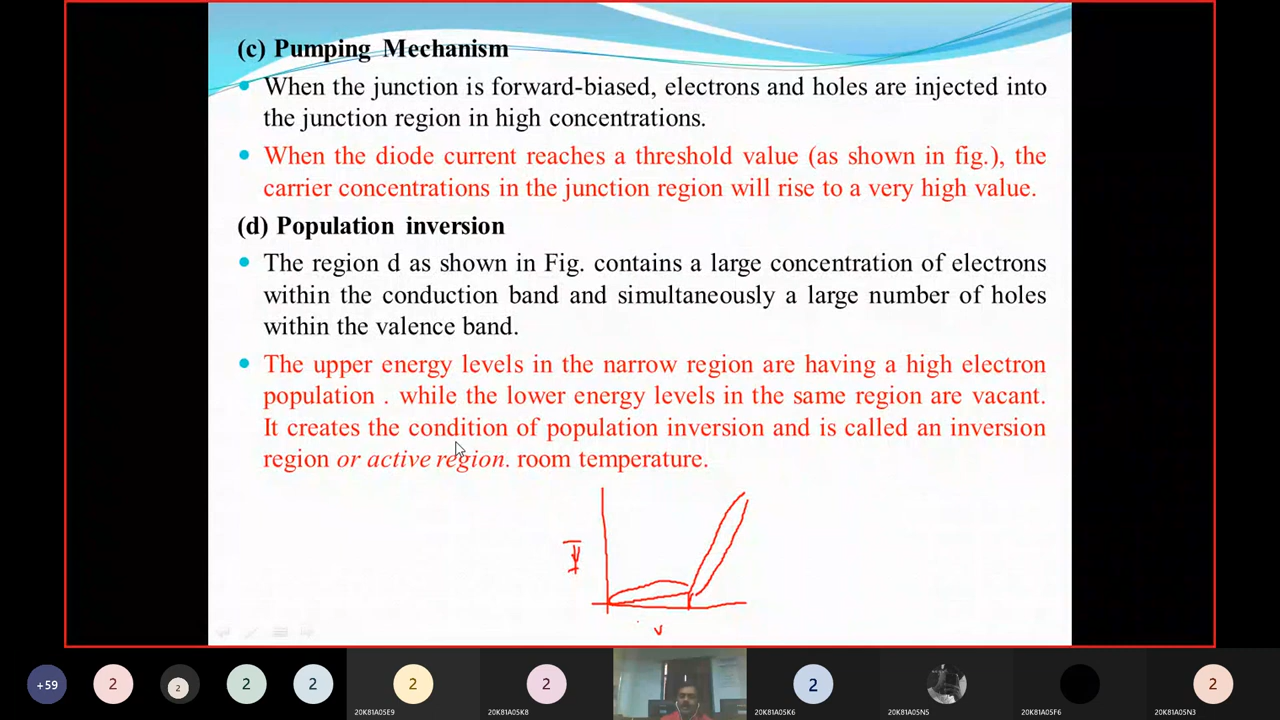 (c) Pumping Mechanism
When the junction is forward-biased, electrons and holes are injected into
the junction region in high concentrations.
When the diode current reaches a threshold value (as shown in fig.), the
carrier concentrations in the junction region will rise to a very high value.
(d) Population inversion
The region d as shown in Fig. contains a large concentration of electrons
within the conduction band and simultaneously a large number of holes
within the valence band.
The upper energy levels in the narrow region are having a high electron
population . while the lower energy levels in the same region are vacant.
It creates the condition of population inversion and is called an inversion
region or active region. room temperature.
I
v
+59 2 2 2 2 2 2 2 2
20K81A05E9 20K81A05K8 20K81A05K6 20K81A05N5 20K81A05F6 20K81A05N3